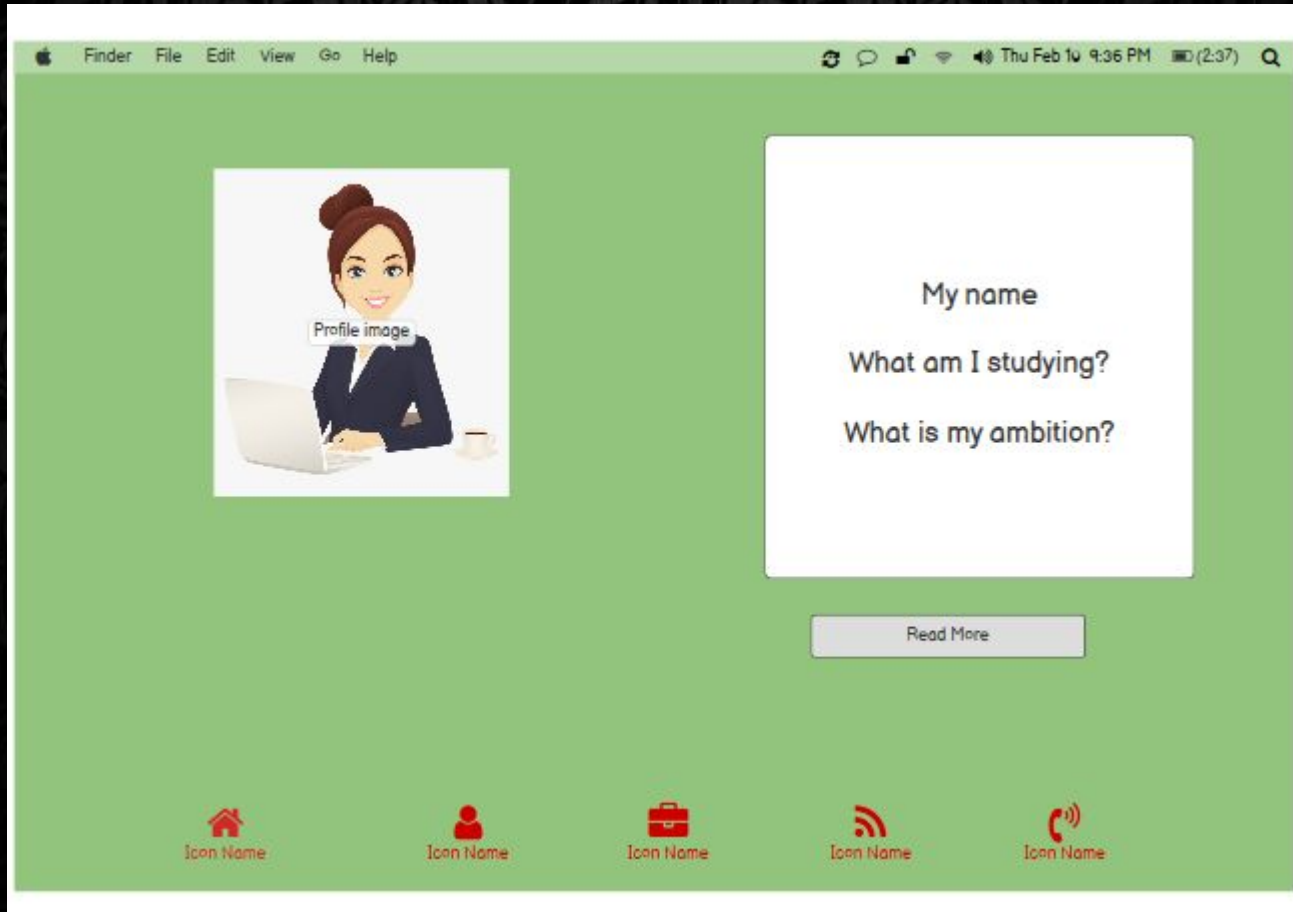 Finder File Edit View Go Help
Thu Feb 10 9:36 PM (2:37)
Profile image
My name
What am I studying?
What is my ambition?
Read More
Icon Name Icon Name Icon Name Icon Name Icon Name